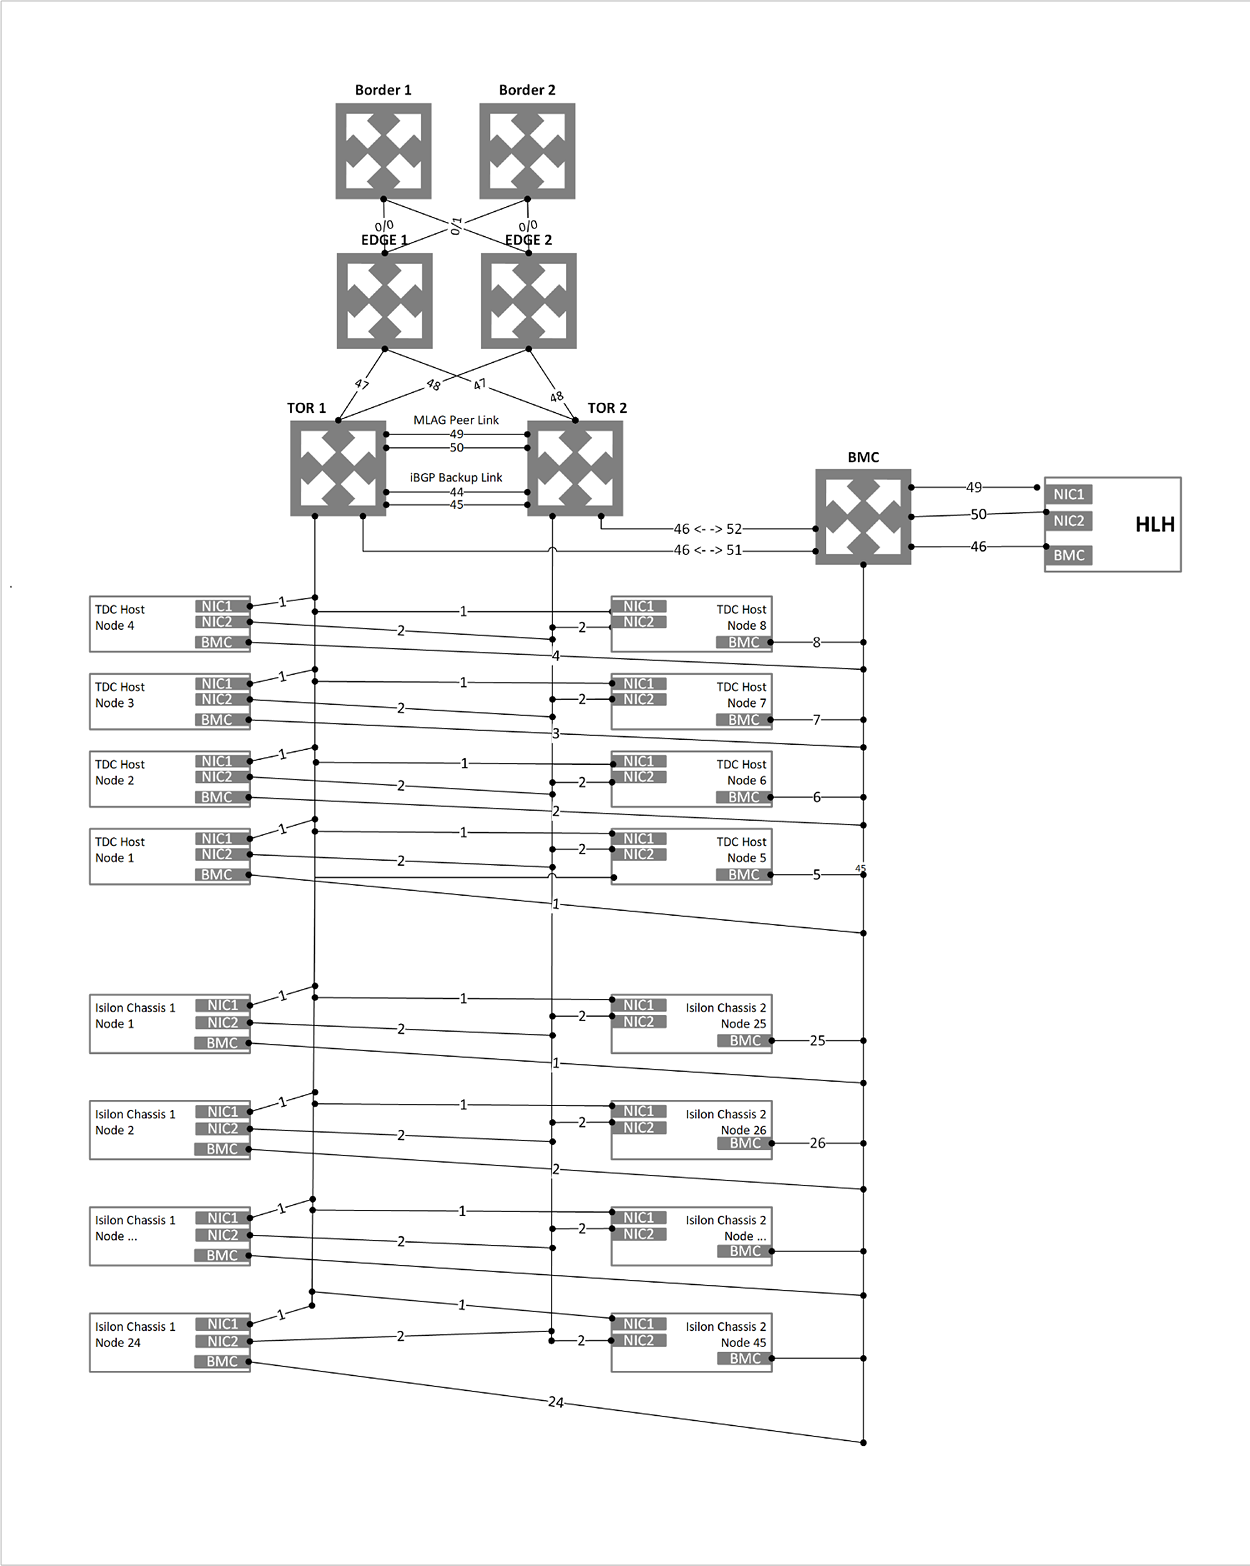 Border 1
Border 2
0/0
0/1
0/0
EDGE 1
EDGE 2
47
48
47
48
TOR 1
TOR 2
MLAG Peer Link
49
50
iBGP Backup Link
44
45
BMC
49
50
46
NIC1
NIC2
BMC
HLH
46 <- -> 52
46 <- -> 51
TDC Host
Node 4
NIC1
NIC2
BMC
1
2
4
1
2
NIC1
NIC2
TDC Host
Node 8
BMC
8
TDC Host
Node 3
NIC1
NIC2
BMC
1
2
3
1
2
NIC1
NIC2
TDC Host
Node 7
BMC
7
TDC Host
Node 2
NIC1
NIC2
BMC
1
2
2
1
2
NIC1
NIC2
TDC Host
Node 6
BMC
6
TDC Host
Node 1
NIC1
NIC2
BMC
1
2
1
1
2
NIC1
NIC2
TDC Host
Node 5
BMC
5
45
Isilon Chassis 1
Node 1
NIC1
NIC2
BMC
1
2
1
1
2
NIC1
NIC2
Isilon Chassis 2
Node 25
BMC
25
Isilon Chassis 1
Node 2
NIC1
NIC2
BMC
1
2
2
1
2
NIC1
NIC2
Isilon Chassis 2
Node 26
BMC
26
Isilon Chassis 1
Node ...
NIC1
NIC2
BMC
1
2
1
2
NIC1
NIC2
Isilon Chassis 2
Node ...
BMC
Isilon Chassis 1
Node 24
NIC1
NIC2
BMC
1
2
24
1
2
NIC1
NIC2
Isilon Chassis 2
Node 45
BMC